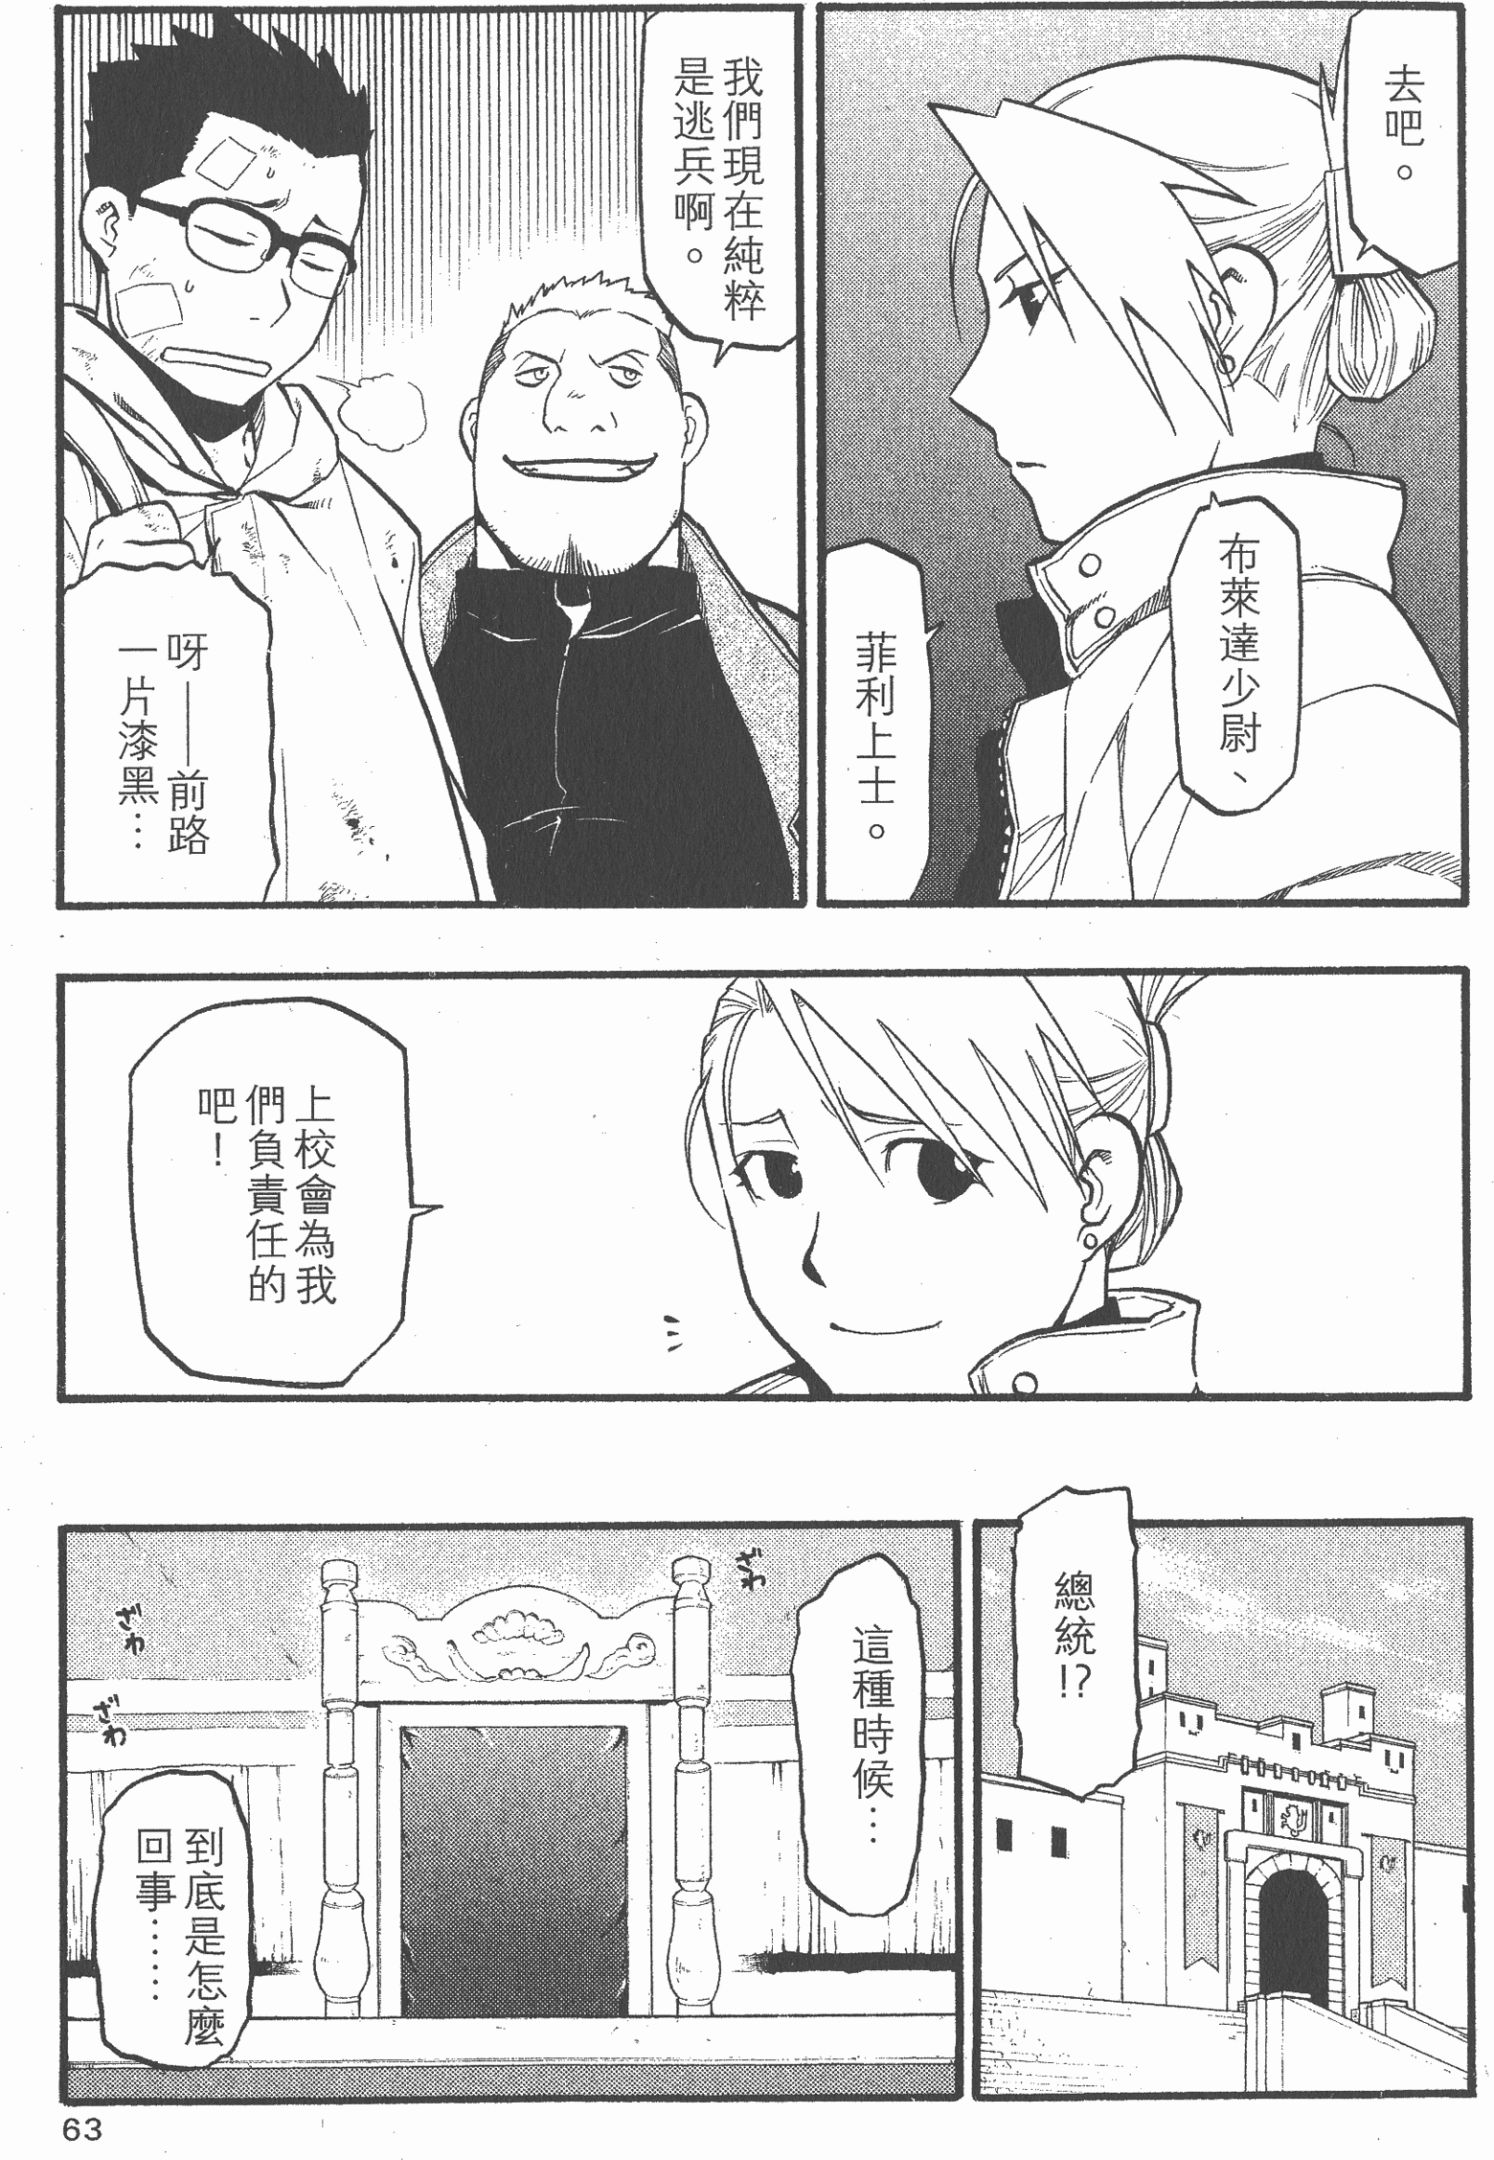 去吧。
布萊達少尉、
菲利上士。
我們現在純粹
是逃兵啊。
呀——前路
一片漆黑…
上校會為我
們負責任的
吧！
總統!?
這種時候…
ざわ
ざわ
ざわ
到底是怎麼
回事……
63